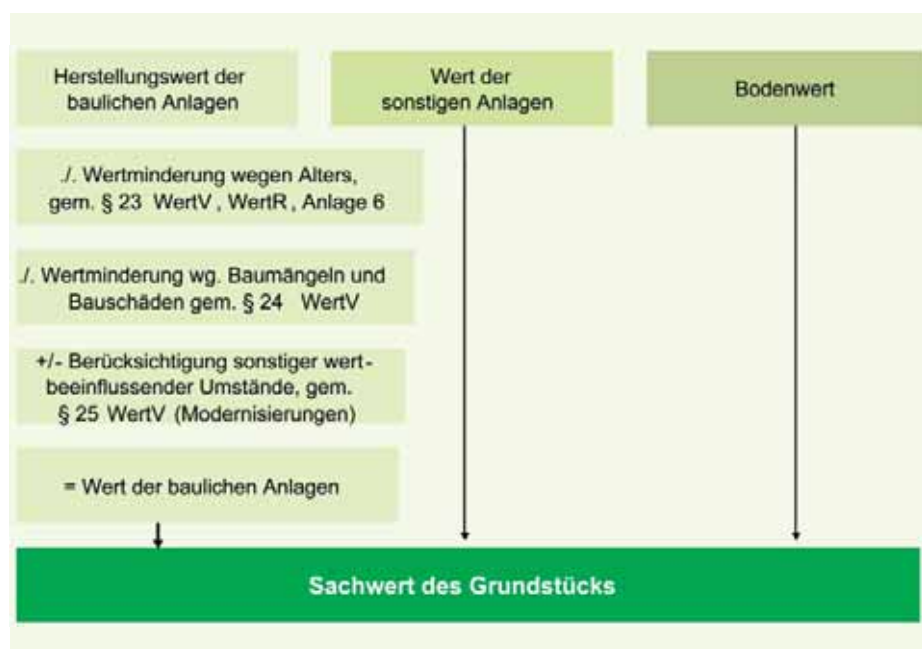 Herstellungswert der
baulichen Anlagen
Wert der
sonstigen Anlagen
Bodenwert
./. Wertminderung wegen Alters,
gem. § 23 WertV , WertR , Anlage 6
./. Wertminderung wg. Baumängeln und
Bauschäden gem. § 24 WertV
+/- Berücksichtigung sonstiger wert-
beeinflussender Umstände, gem.
§ 25 WertV (Modernisierungen)
= Wert der baulichen Anlagen
Sachwert des Grundstücks